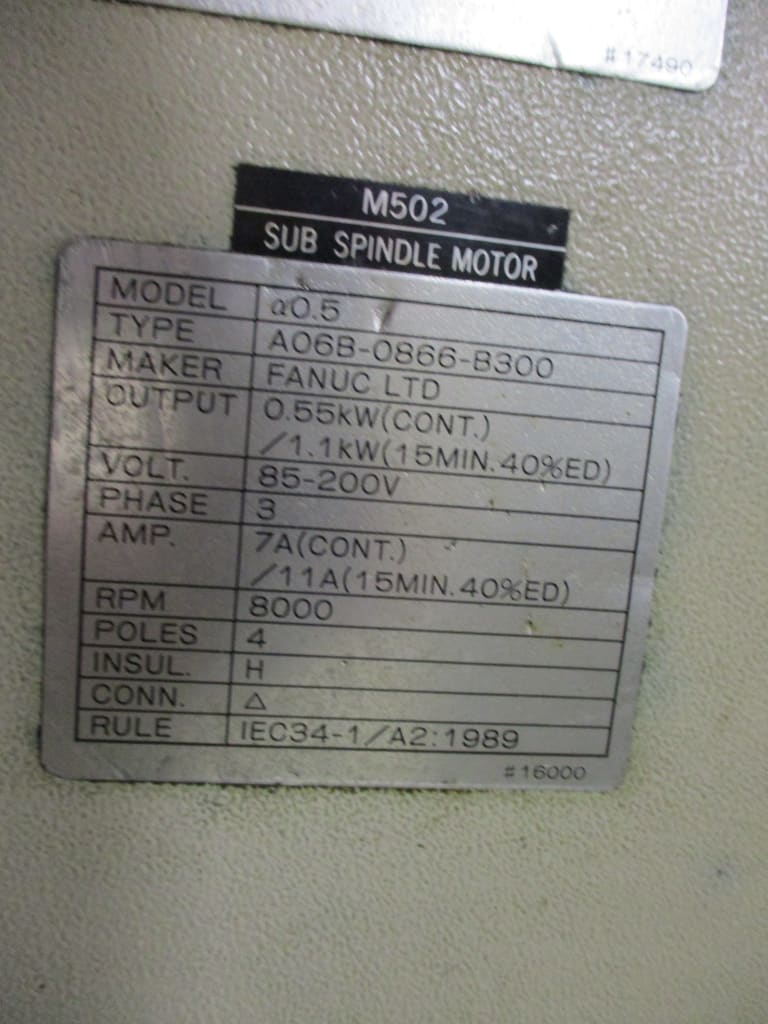 #17490
M502
SUB SPINDLE MOTOR
MODEL α0.5
TYPE A06B-0866-B300
MAKER FANUC LTD
OUTPUT 0.55kW(CONT.)
/1.1kW(15MIN.40%ED)
VOLT. 85-200V
PHASE 3
AMP. 7A(CONT.)
/11A(15MIN.40%ED)
RPM 8000
POLES 4
INSUL. H
CONN. △
RULE IEC34-1/A2:1989
#16000